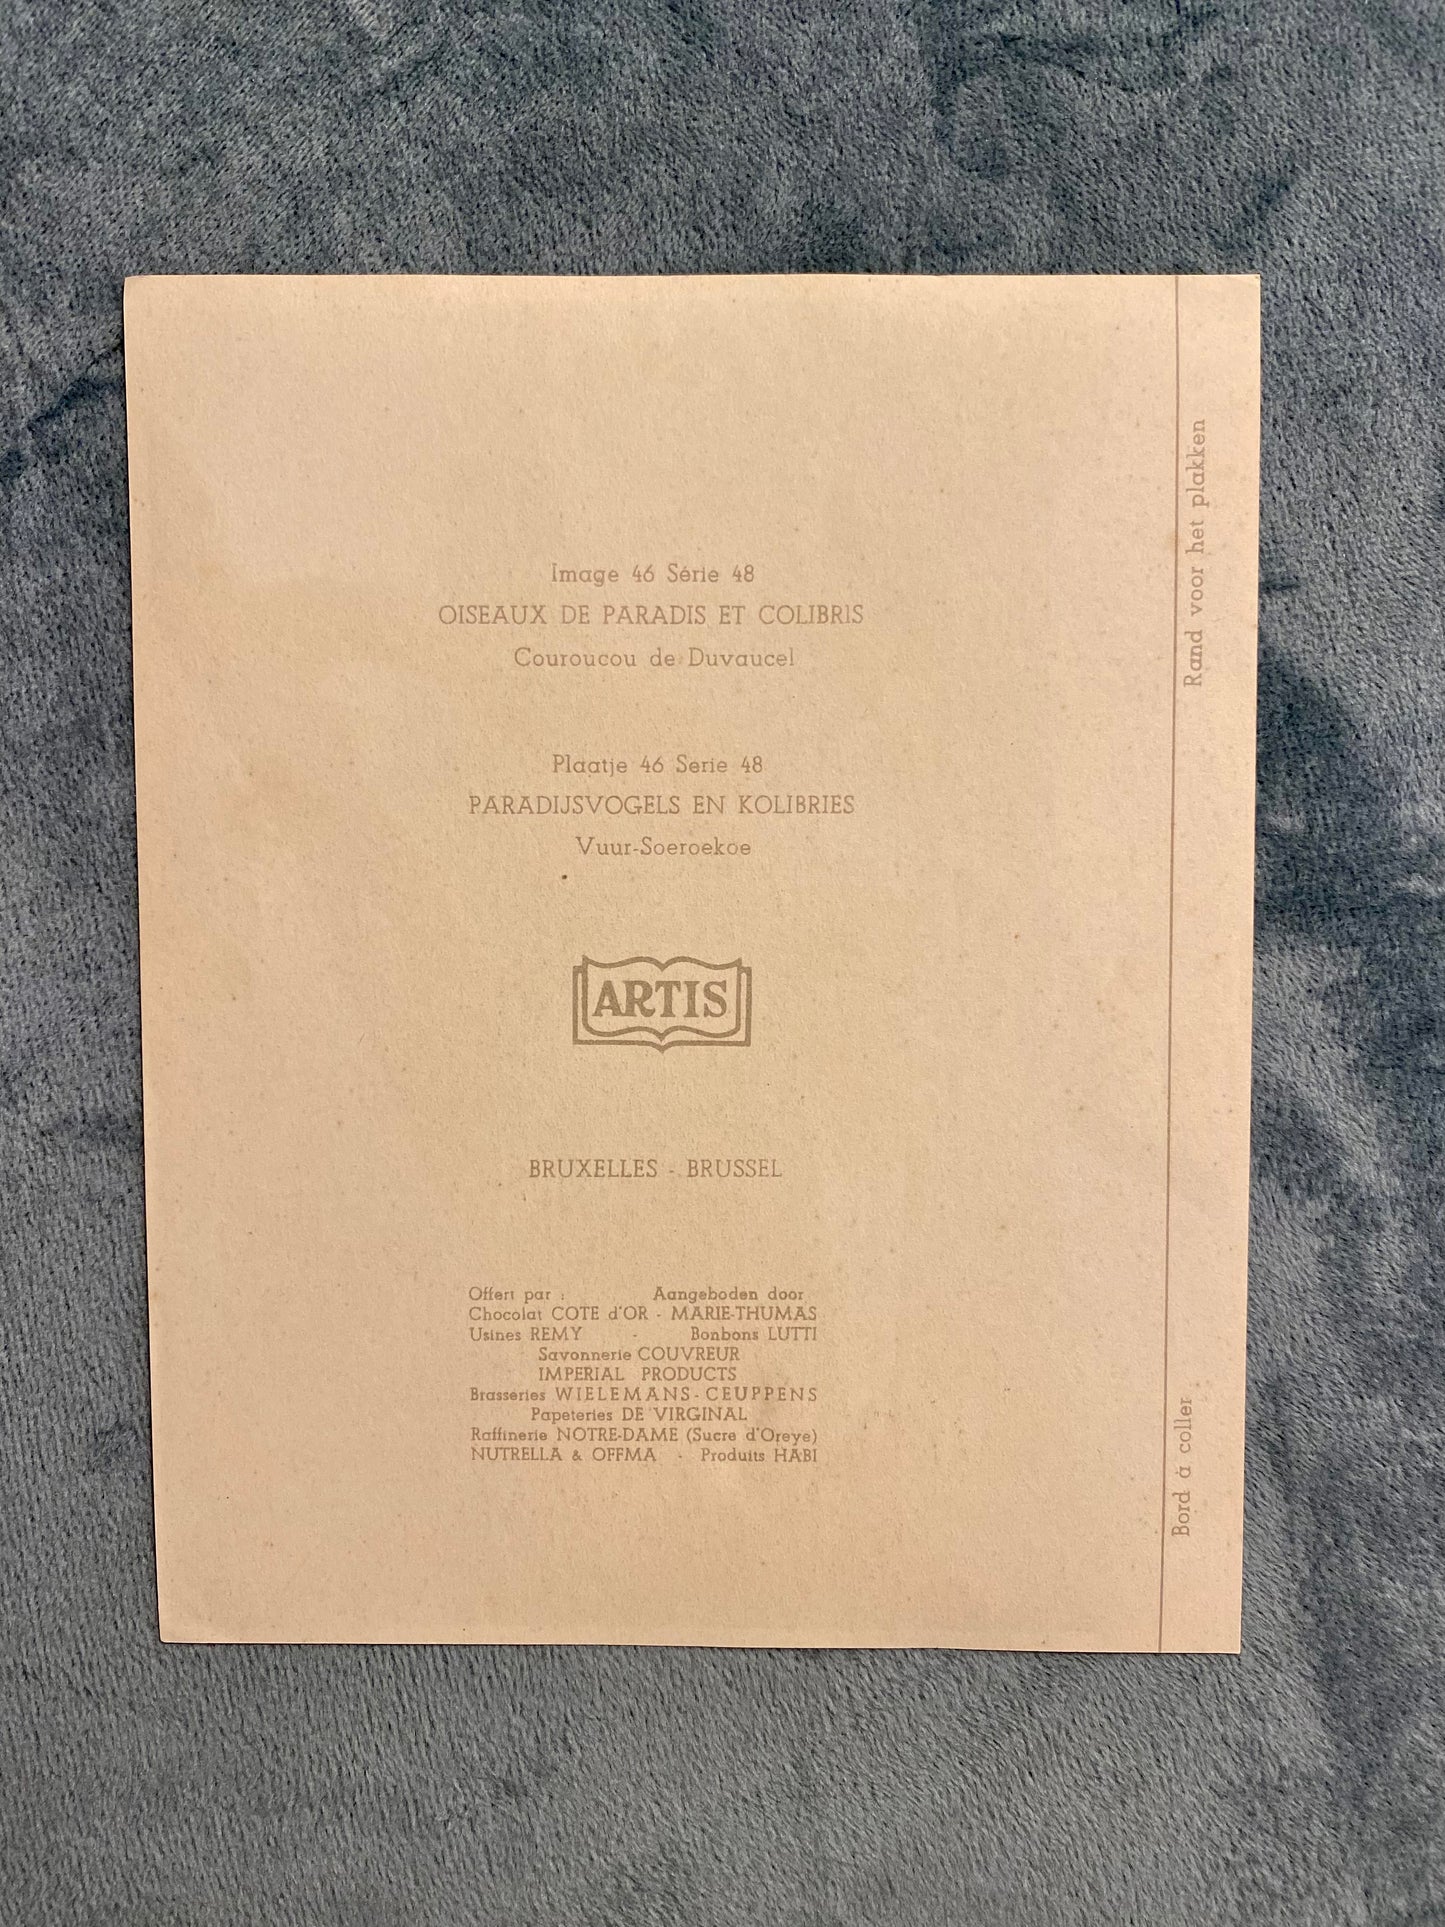 Image 46 Série 48
OISEAUX DE PARADIS ET COLIBRIS
Couroucou de Duvaucel
Plaatje 46 Serie 48
PARADIJSVOGELS EN KOLIBRIES
Vuur-Soeroekoe
ARTIS
BRUXELLES - BRUSSEL
Offert par : Aangeboden door
Chocolat COTE d'OR - MARIE-THUMAS
Usines REMY - Bonbons LUTTI
Savonnerie COUVREUR
IMPERIAL PRODUCTS
Brasseries WIELEMANS-CEUPPENS
Papeteries DE VIRGINAL
Raffinerie NOTRE-DAME (Sucre d'Oreye)
NUTRELLA & OFFMA - Produits HABI
Rand voor het plakken
Bord à coller